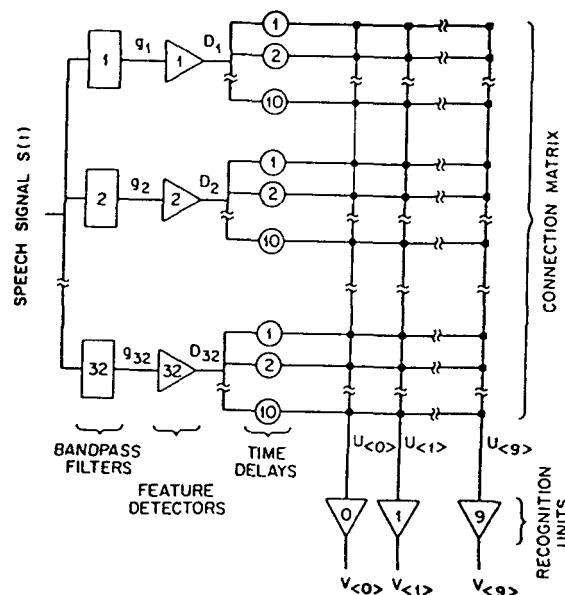 SPEECH SIGNAL S(t)
1 g1 1 D1 1
2
10
2 g2 2 D2 1
2
10
32 g32 32 D32 1
2
10
CONNECTION MATRIX
BANDPASS FILTERS
FEATURE DETECTORS
TIME DELAYS
U<0> U<1> U<9>
0 1 9
RECOGNITION UNITS
V<0> V<1> V<9>